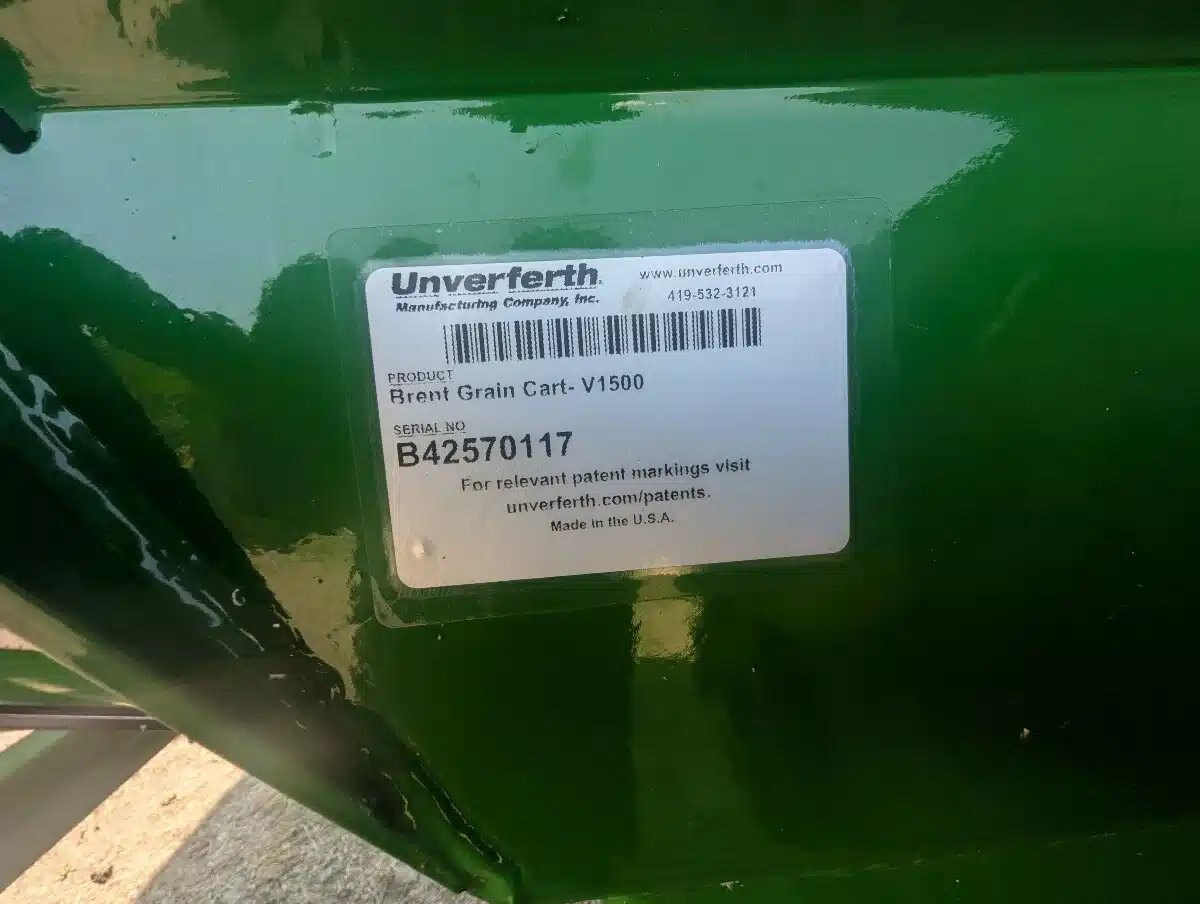 Unverferth
Manufacturing Company, Inc.
www.unverferth.com
419-532-3121
PRODUCT
Brent Grain Cart- V1500
SERIAL NO
B42570117
For relevant patent markings visit
unverferth.com/patents.
Made in the U.S.A.